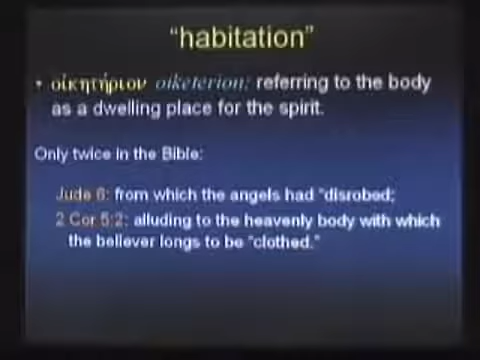 "habitation"
• οἰκητήριον oiketerion: referring to the body
as a dwelling place for the spirit.
Only twice in the Bible:
Jude 6: from which the angels had "disrobed;
2 Cor 5:2: alluding to the heavenly body with which
the believer longs to be "clothed."